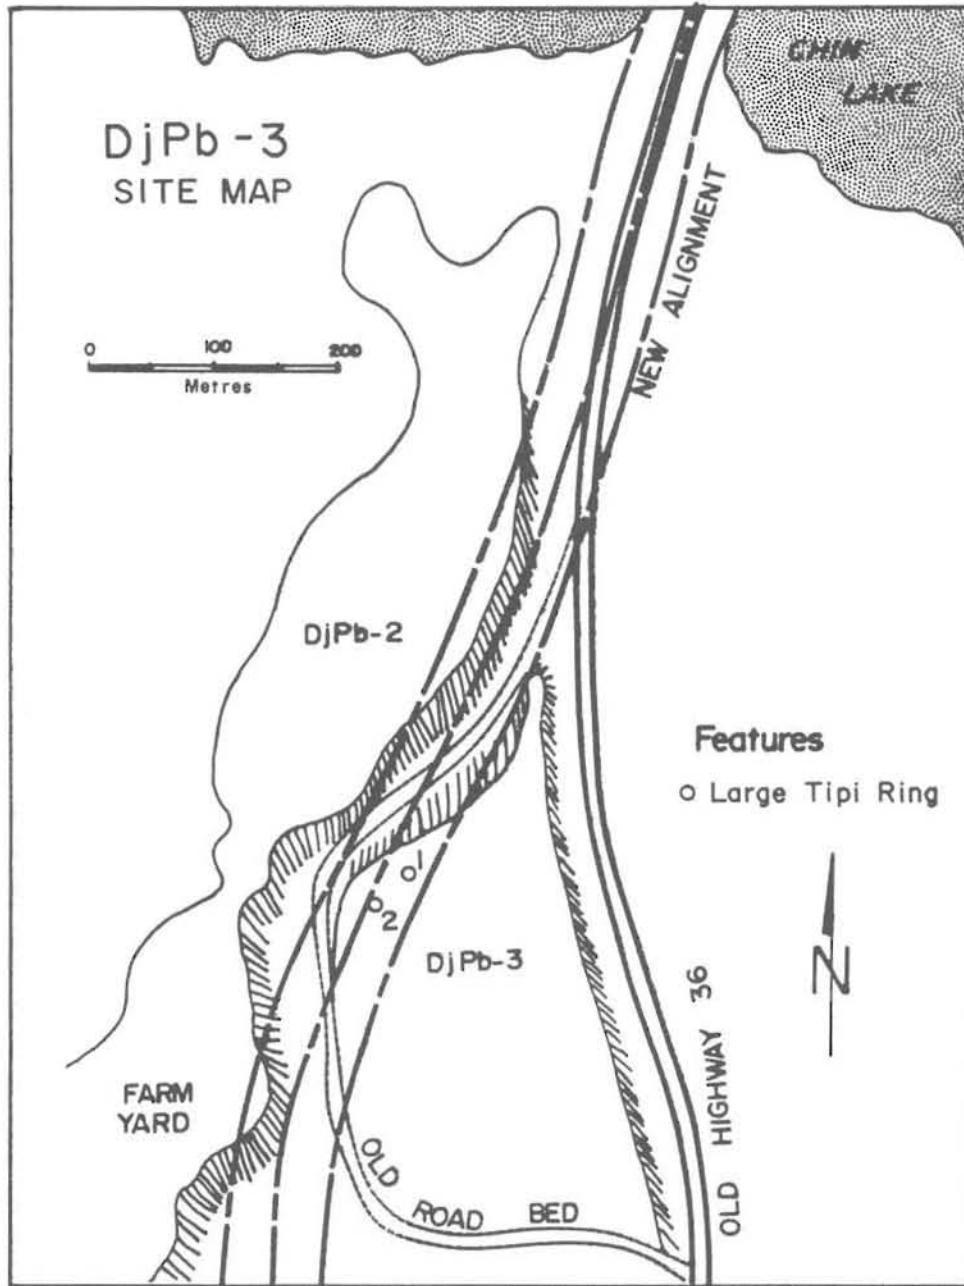 CHIN
LAKE
DjPb-3
SITE MAP
NEW ALIGNMENT
0 100 200
Metres
DjPb-2
Features
Large Tipi Ring
1
2
DjPb-3
N
OLD HIGHWAY 36
FARM
YARD
OLD ROAD BED